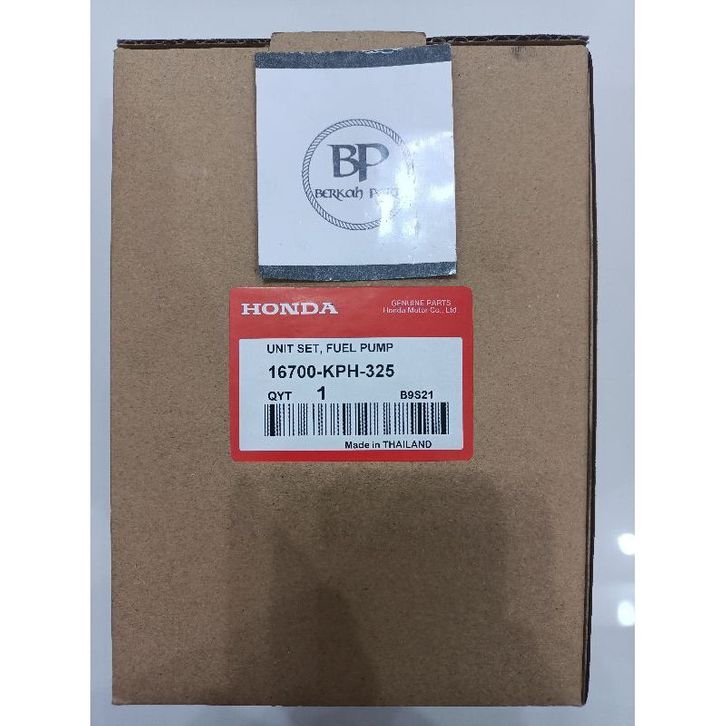 BP
BERKAH
HONDA
GENUINE PARTS
Honda Motor Co., Ltd
UNIT SET, FUEL PUMP
16700-KPH-325
QYT 1 B9S21
Made in THAILAND